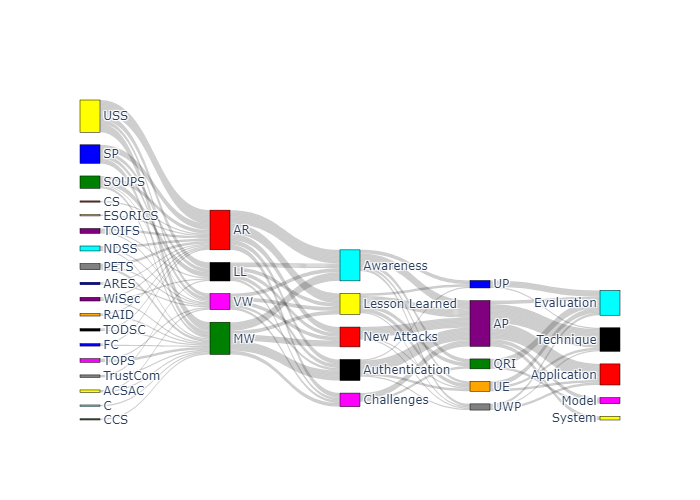 USS
SP
SOUPS
CS
ESORICS
TOIFS
NDSS
PETS
ARES
WiSec
RAID
TODSC
FC
TOPS
TrustCom
ACSAC
C
CCS
AR
LL
VW
MW
Awareness
Lesson Learned
New Attacks
Authentication
Challenges
UP
AP
QRI
UE
UWP
Evaluation
Technique
Application
Model
System